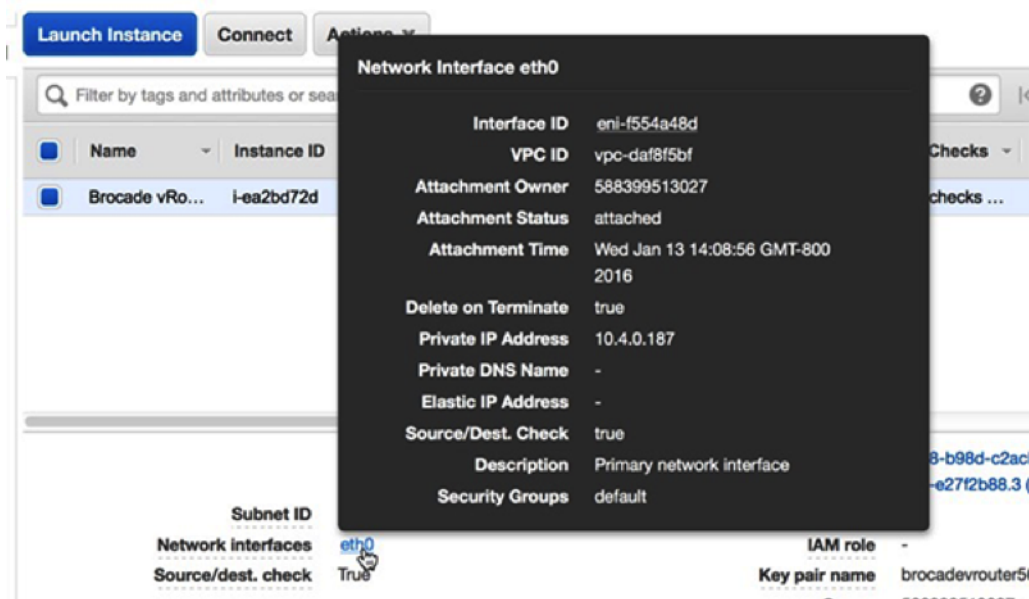 Launch Instance Connect Actions
Network Interface eth0
Filter by tags and attributes or sea
Interface ID eni-f554a48d
Name Instance ID VPC ID vpc-daf8f5bf Checks
Attachment Owner 588399513027
Brocade vRo... i-ea2bd72d checks ...
Attachment Status attached
Attachment Time Wed Jan 13 14:08:56 GMT-800
2016
Delete on Terminate true
Private IP Address 10.4.0.187
Private DNS Name -
Elastic IP Address -
Source/Dest. Check true
8-b98d-c2ac
Description Primary network interface
-e27f2b88.3 (
Security Groups default
Subnet ID
Network interfaces eth0 IAM role -
Source/dest. check True Key pair name brocadevrouter5